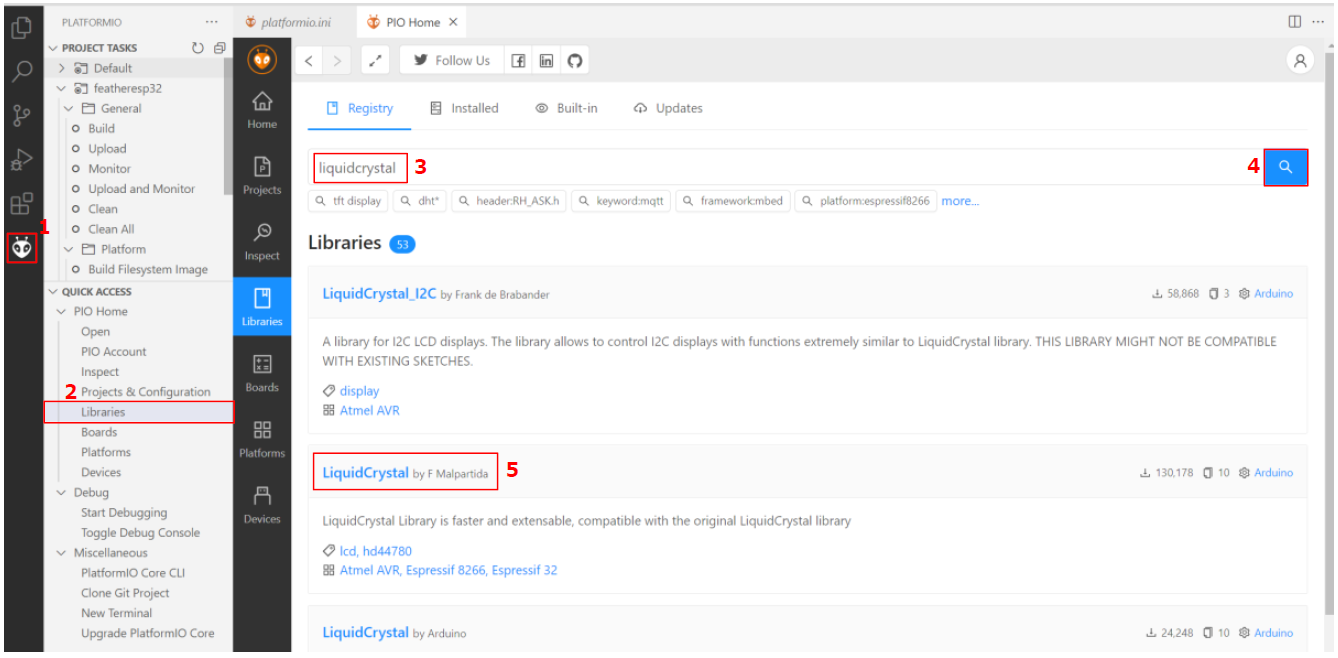 PLATFORMIO
···
PROJECT TASKS
Default
featheresp32
General
Build
Upload
Monitor
Upload and Monitor
Clean
Clean All
Platform
Build Filesystem Image
1
QUICK ACCESS
PIO Home
Open
PIO Account
Inspect
2
Projects & Configuration
Libraries
Boards
Platforms
Devices
Debug
Start Debugging
Toggle Debug Console
Miscellaneous
PlatformIO Core CLI
Clone Git Project
New Terminal
Upgrade PlatformIO Core
platformio.ini
PIO Home
Home
Projects
Inspect
Libraries
Boards
Platforms
Devices
Follow Us
Registry Installed Built-in Updates
liquidcrystal 3 4
tft display dht* header:RH_ASK.h keyword:mqtt framework:mbed platform:espressif8266 more...
Libraries 53
LiquidCrystal_I2C by Frank de Brabander 58,868 3 Arduino
A library for I2C LCD displays. The library allows to control I2C displays with functions extremely similar to LiquidCrystal library. THIS LIBRARY MIGHT NOT BE COMPATIBLE
WITH EXISTING SKETCHES.
display
Atmel AVR
LiquidCrystal by F Malpartida 5 130,178 10 Arduino
LiquidCrystal Library is faster and extensable, compatible with the original LiquidCrystal library
lcd, hd44780
Atmel AVR, Espressif 8266, Espressif 32
LiquidCrystal by Arduino 24,248 10 Arduino